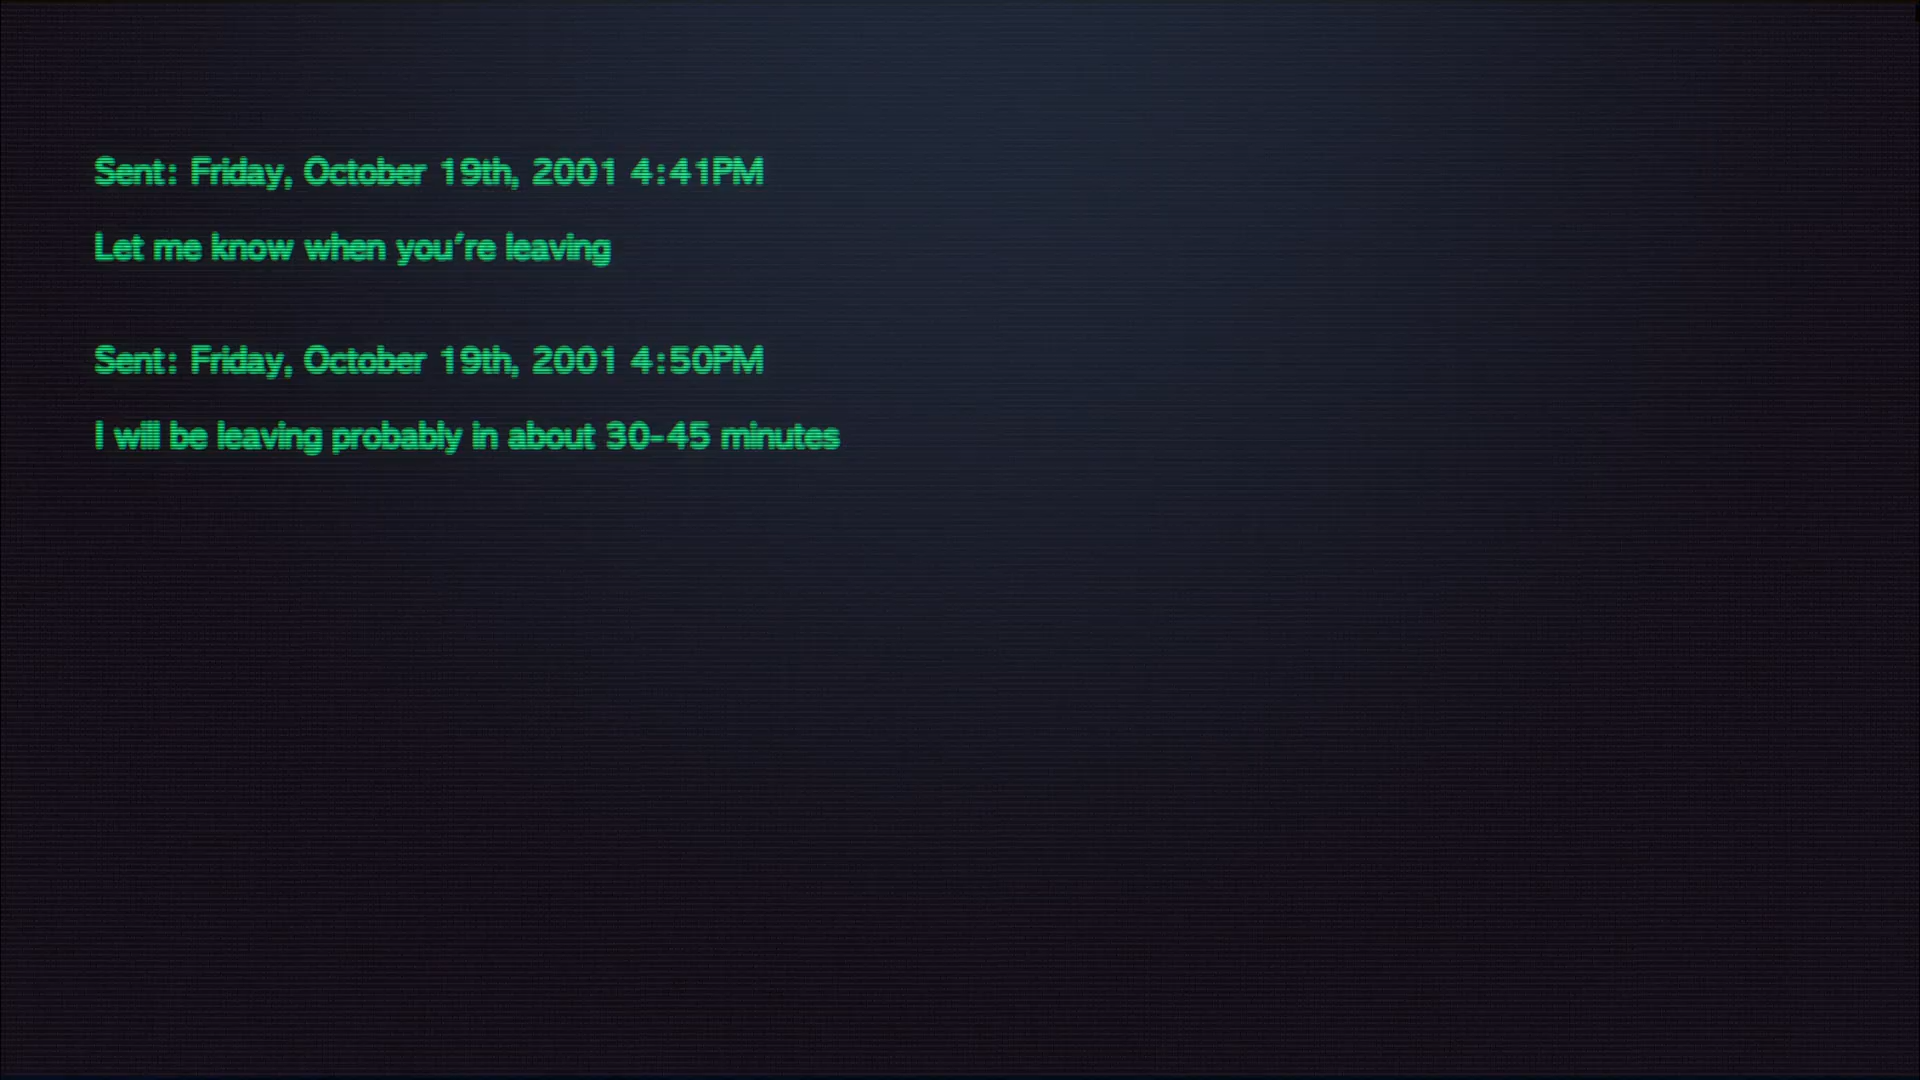 Sent: Friday, October 19th, 2001 4:41PM
Let me know when you’re leaving
Sent: Friday, October 19th, 2001 4:50PM
I will be leaving probably in about 30-45 minutes